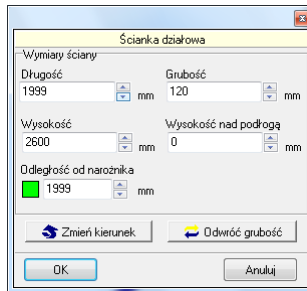 Ścianka działowa
Wymiary ściany
Długość Grubość
1999 mm 120 mm
Wysokość Wysokość nad podłogą
2600 mm 0 mm
Odległość od narożnika
1999 mm
Zmień kierunek Odwróć grubość
OK Anuluj